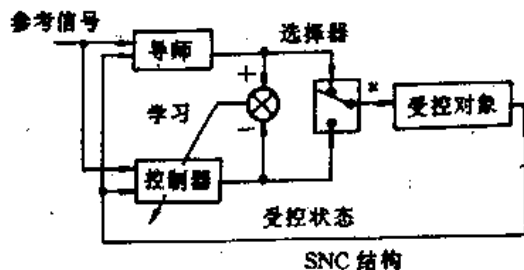 参考信号
导师
选择器
+
×
受控对象
学习
−
控制器
受控状态
SNC 结构